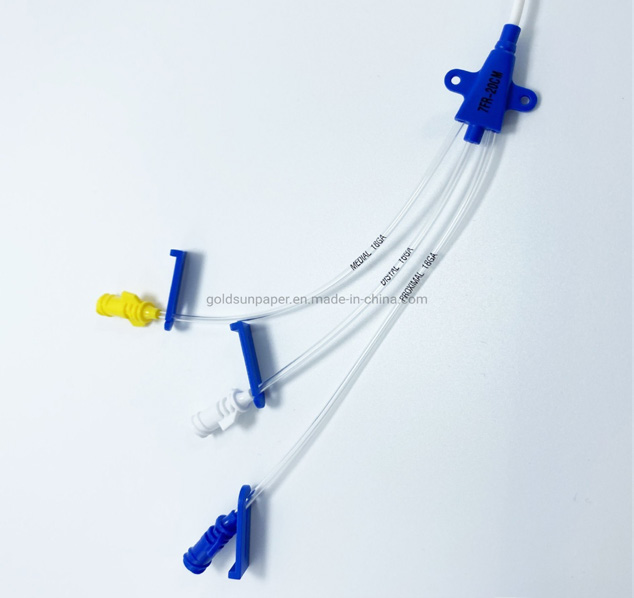 7FR-20CM
MEDIAL 18GA
DISTAL 16GA
PROXIMAL 18GA
goldsunpaper.en.made-in-china.com